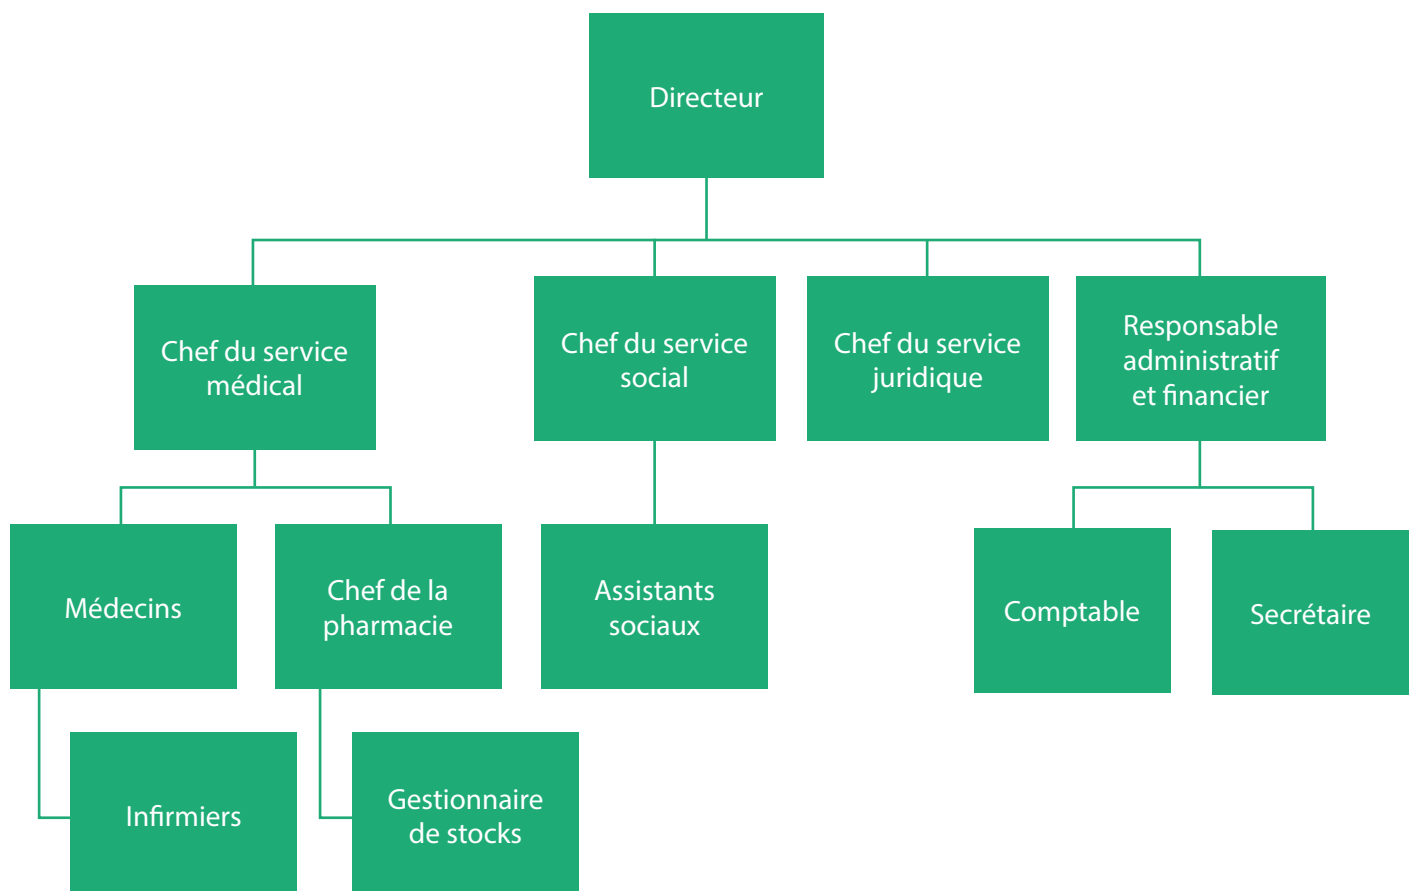 Directeur
Chef du service
médical
Chef du service
social
Chef du service
juridique
Responsable
administratif
et financier
Médecins
Chef de la
pharmacie
Assistants
sociaux
Comptable
Secrétaire
Infirmiers
Gestionnaire
de stocks